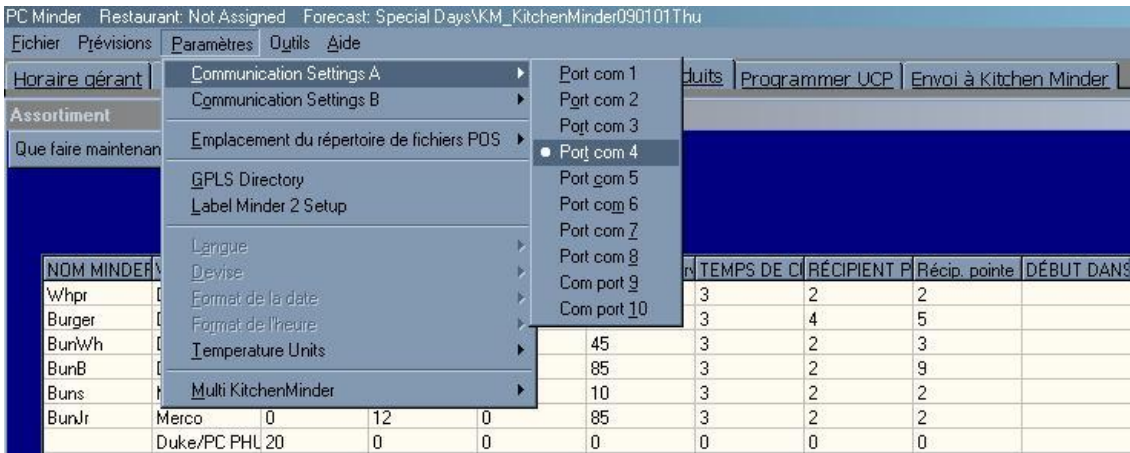 PC Minder Restaurant: Not Assigned Forecast: Special Days\KM_KitchenMinder090101Thu
Fichier Prévisions Paramètres Outils Aide
Horaire gérant duits Programmer UCP Envoi à Kitchen Minder
Assortiment
Que faire maintenan
Communication Settings A
Communication Settings B
Emplacement du répertoire de fichiers POS
GPLS Directory
Label Minder 2 Setup
Langue
Devise
Format de la date
Format de l'heure
Temperature Units
Multi KitchenMinder
Port com 1
Port com 2
Port com 3
Port com 4
Port com 5
Port com 6
Port com 7
Port com 8
Com port 9
Com port 10
NOM MINDER TEMPS DE CU RÉCIPIENT P Récip. pointe DÉBUT DANS
Whpr 3 2 2
Burger 3 4 5
BunWh 45 3 2 3
BunB 85 3 2 9
Buns 10 3 2 2
BunJr Merco 0 12 0 85 3 2 2
Duke/PC PHU 20 0 0 0 0 0 0